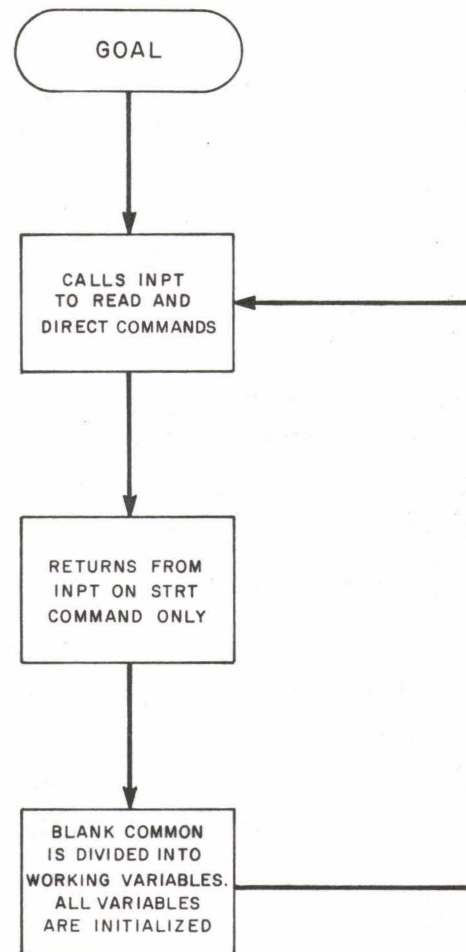 GOAL
CALLS INPT
TO READ AND
DIRECT COMMANDS
RETURNS FROM
INPT ON STRT
COMMAND ONLY
BLANK COMMON
IS DIVIDED INTO
WORKING VARIABLES.
ALL VARIABLES
ARE INITIALIZED